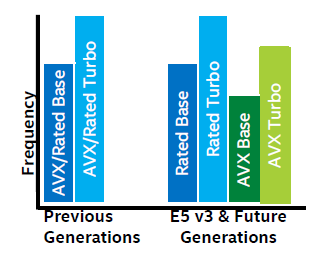 Frequency
AVX/Rated Base
AVX/Rated Turbo
Rated Base
Rated Turbo
AVX Base
AVX Turbo
Previous
Generations
E5 v3 & Future
Generations